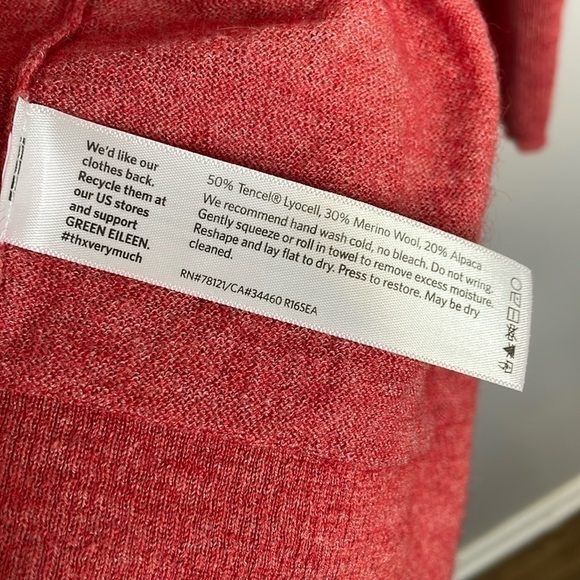 We'd like our
clothes back.
Recycle them at
our US stores
and support
GREEN EILEEN.
#thxverymuch
50% Tencel® Lyocell, 30% Merino Wool, 20% Alpaca
We recommend hand wash cold, no bleach. Do not wring.
Gently squeeze or roll in towel to remove excess moisture.
Reshape and lay flat to dry. Press to restore. May be dry
cleaned.
RN#78121/CA#34460 R16SEA